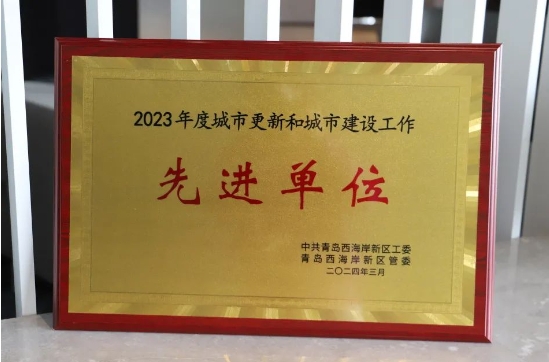 2023年度城市更新和城市建设工作
先进单位
中共青岛西海岸新区工委
青岛西海岸新区管委
二〇二四年三月